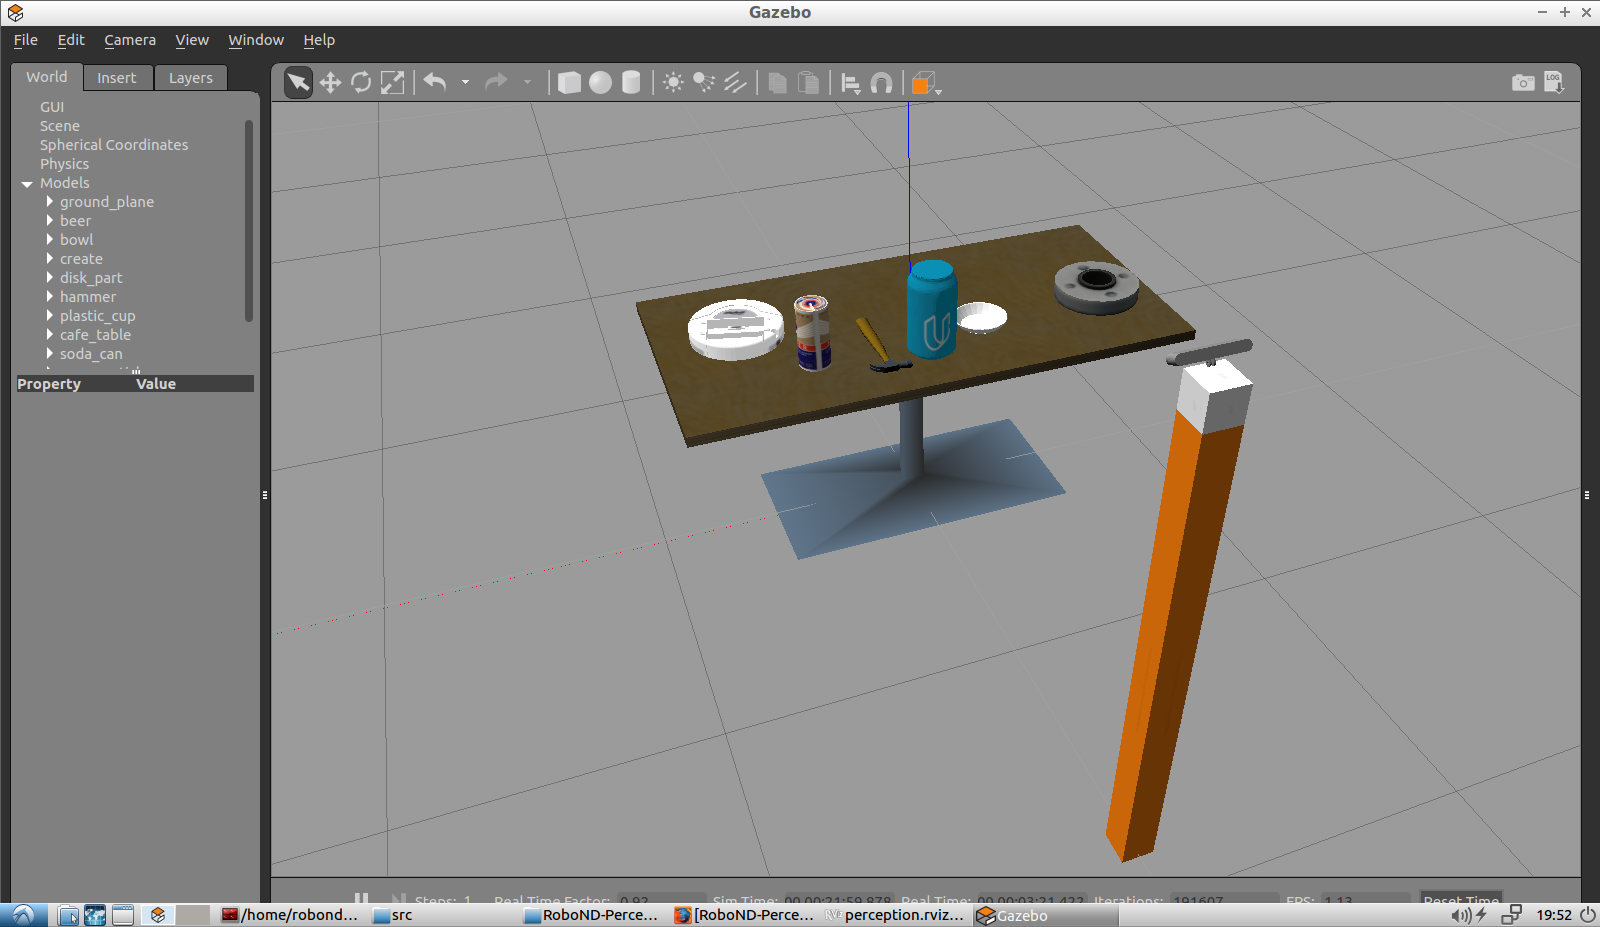 Gazebo
File Edit Camera View Window Help
World Insert Layers
GUI
Scene
Spherical Coordinates
Physics
Models
ground_plane
beer
bowl
create
disk_part
hammer
plastic_cup
cafe_table
soda_can
Property Value
LOG
U
Steps: 1 Real Time Factor: 0.92 Sim Time: 00 00:21:59.878 Real Time: 00 00:03:21.422 Iterations: 191607 FPS: 1.13 Reset Time
/home/robond... src RoboND-Perce... [RoboND-Perce... perception.rviz... Gazebo 19:52